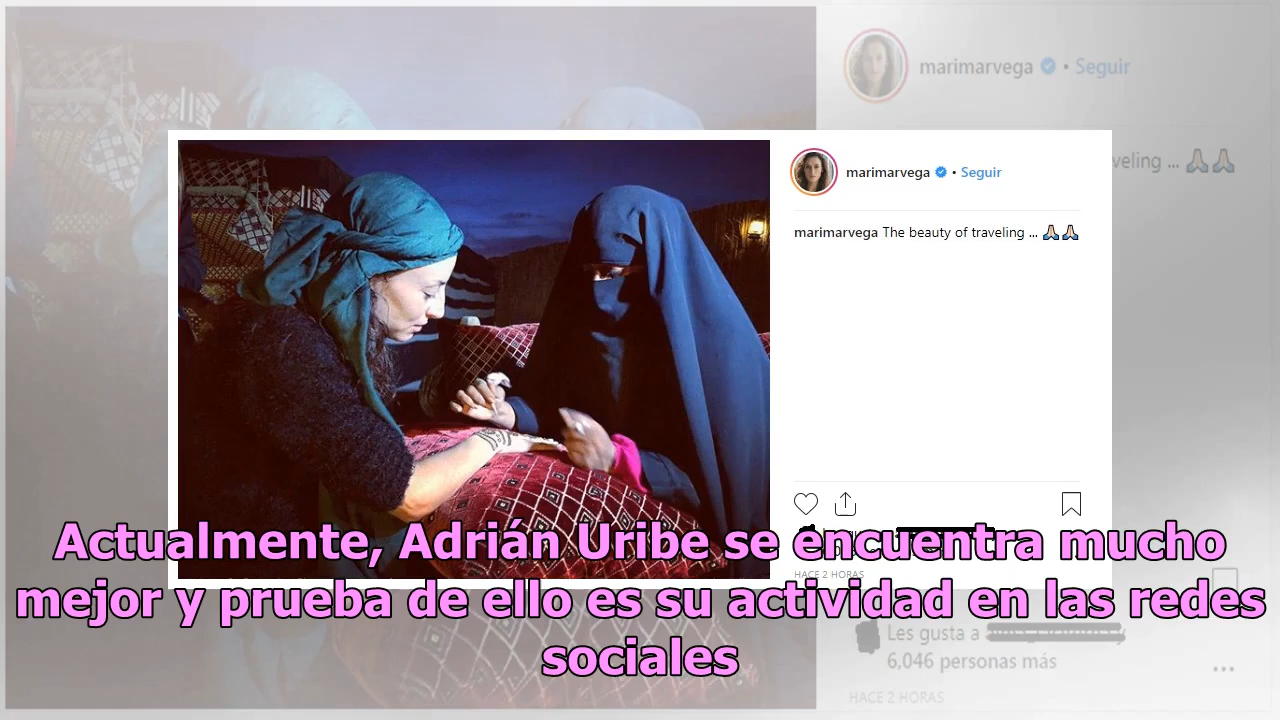 marimarvega • Seguir
veling ...
marimarvega • Seguir
marimarvega The beauty of traveling ...
HACE 2 HORAS
Actualmente, Adrián Uribe se encuentra mucho
mejor y prueba de ello es su actividad en las redes
sociales
Les gusta a
6,046 personas más
HACE 2 HORAS